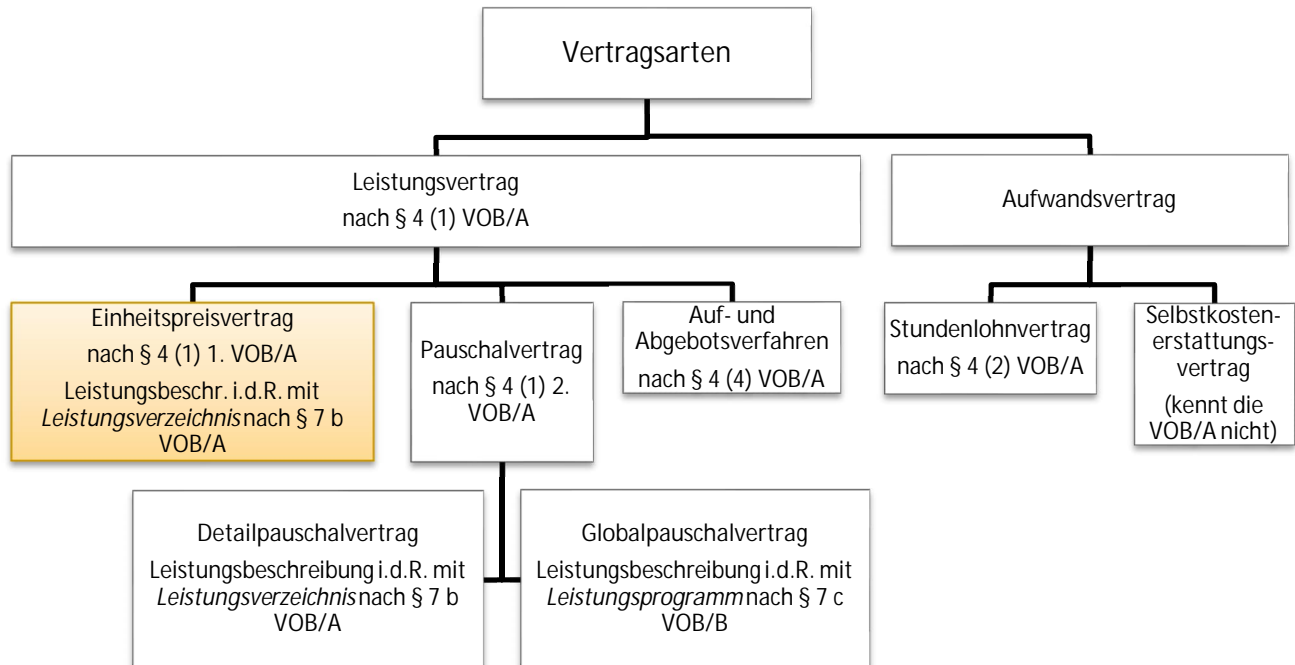 Vertragsarten
Leistungsvertrag
nach § 4 (1) VOB/A
Aufwandsvertrag
Einheitspreisvertrag
nach § 4 (1) 1. VOB/A
Leistungsbeschr. i.d.R. mit
Leistungsverzeichnis nach § 7 b
VOB/A
Pauschalvertrag
nach § 4 (1) 2.
VOB/A
Auf- und
Abgebotsverfahren
nach § 4 (4) VOB/A
Stundenlohnvertrag
nach § 4 (2) VOB/A
Selbstkosten-
erstattungs-
vertrag
(kennt die
VOB/A nicht)
Detailpauschalvertrag
Leistungsbeschreibung i.d.R. mit
Leistungsverzeichnis nach § 7 b
VOB/A
Globalpauschalvertrag
Leistungsbeschreibung i.d.R. mit
Leistungsprogramm nach § 7 c
VOB/B